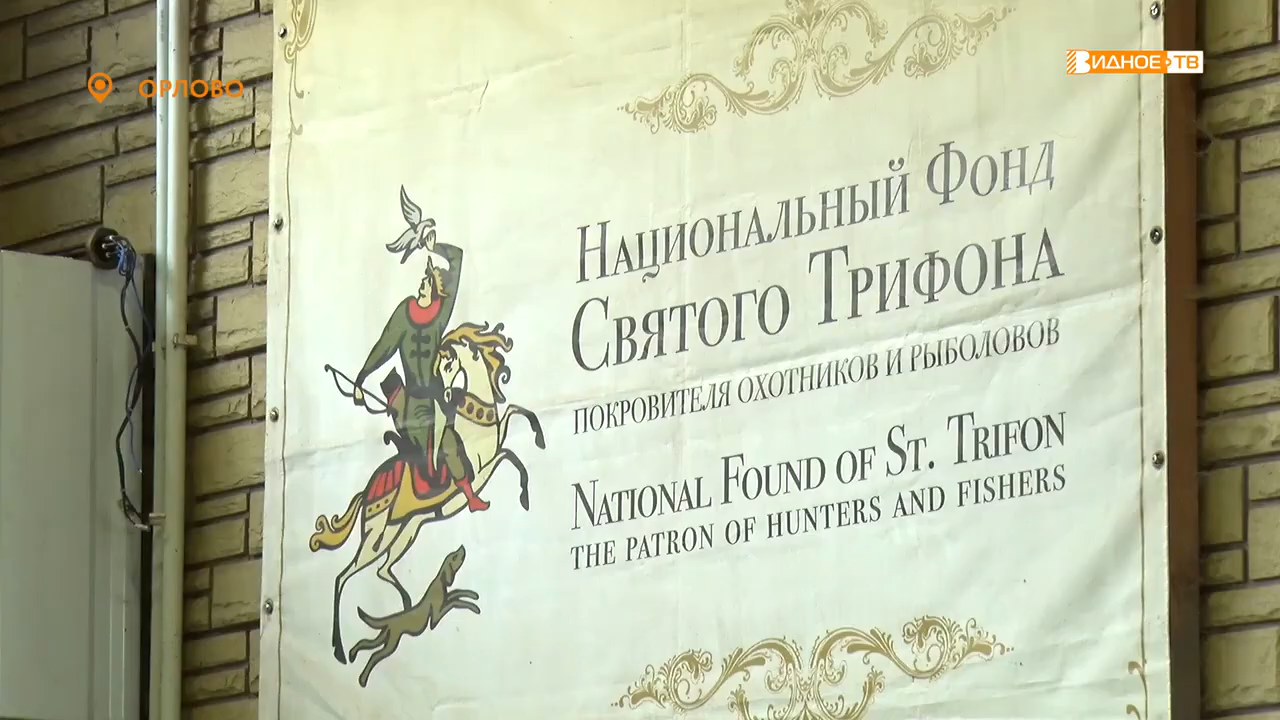 ОРЛОВО
ВИДНОЕ ТВ
Национальный Фонд
Святого Трифона
покровителя охотников и рыболовов
National Found of St. Trifon
the patron of hunters and fishers